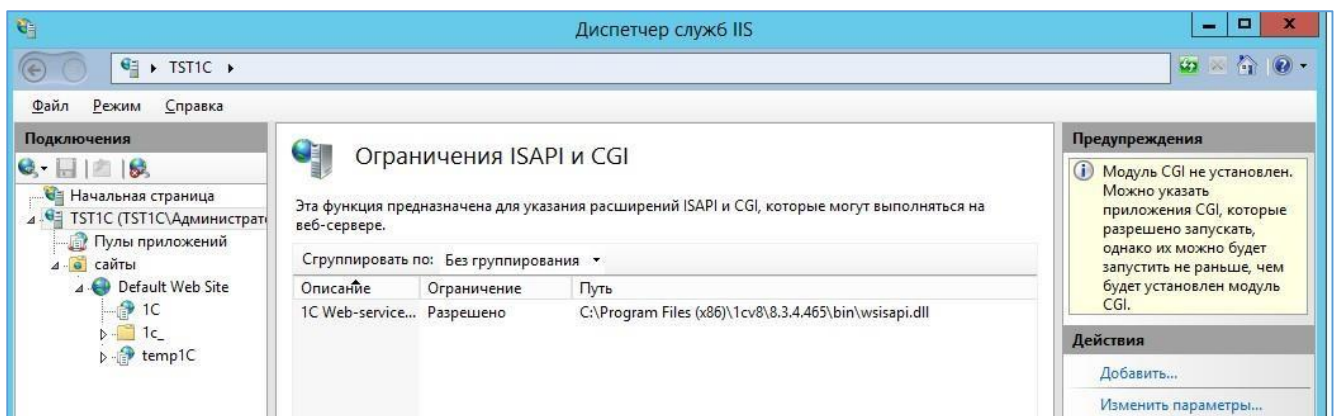 Диспетчер служб IIS
TST1C
Файл Режим Справка
Подключения
Начальная страница
TST1C (TST1C\Администрато
Пулы приложений
сайты
Default Web Site
1C
1c_
temp1C
Ограничения ISAPI и CGI
Эта функция предназначена для указания расширений ISAPI и CGI, которые могут выполняться на
веб-сервере.
Сгруппировать по: Без группирования
Описание Ограничение Путь
1C Web-service... Разрешено C:\Program Files (x86)\1cv8\8.3.4.465\bin\wsisapi.dll
Предупреждения
Модуль CGI не установлен.
Можно указать
приложения CGI, которые
разрешено запускать,
однако их можно будет
запустить не раньше, чем
будет установлен модуль
CGI.
Действия
Добавить...
Изменить параметры...